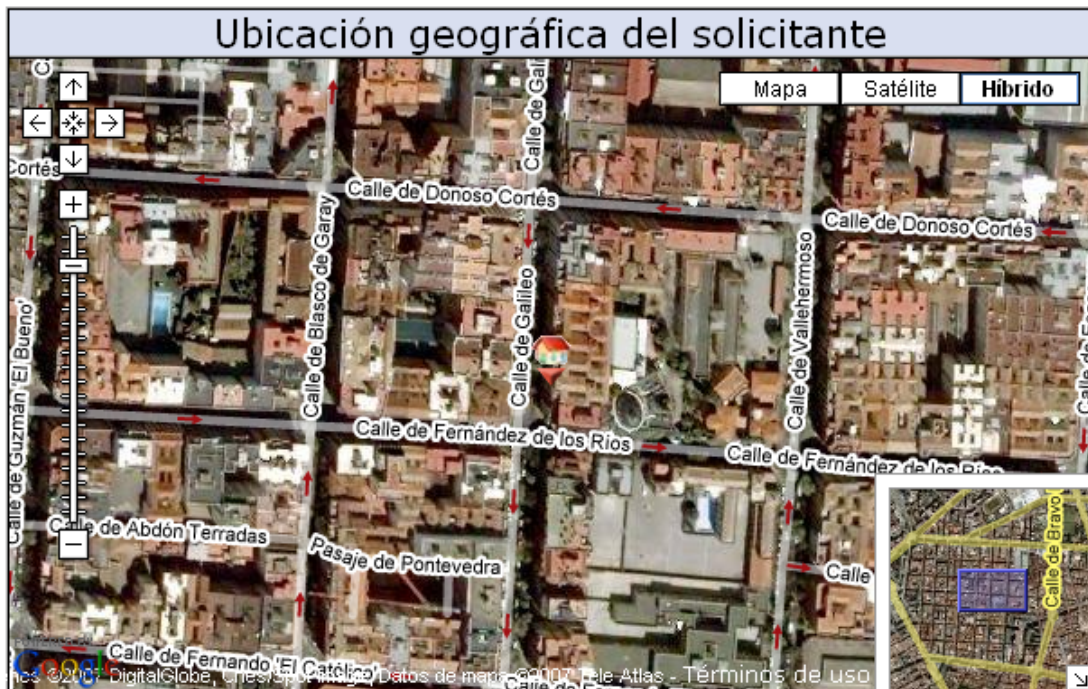 Ubicación geográfica del solicitante
Mapa
Satélite
Híbrido
Cortés
Calle de Donoso Cortés
Calle de Donoso Cortés
Calle de Guzmán 'El Bueno'
Calle de Blasco de Garay
Calle de Galileo
Calle de Vallehermoso
Calle de Fernández de los Ríos
Calle de Fernández de los Ríos
Calle de Abdón Terradas
Pasaje de Pontevedra
Calle
Calle de Bravo
Calle de Fernando 'El Católico'
Google
©2007 DigitalGlobe, Datos de mapa ©2007 Tele Atlas - Términos de uso